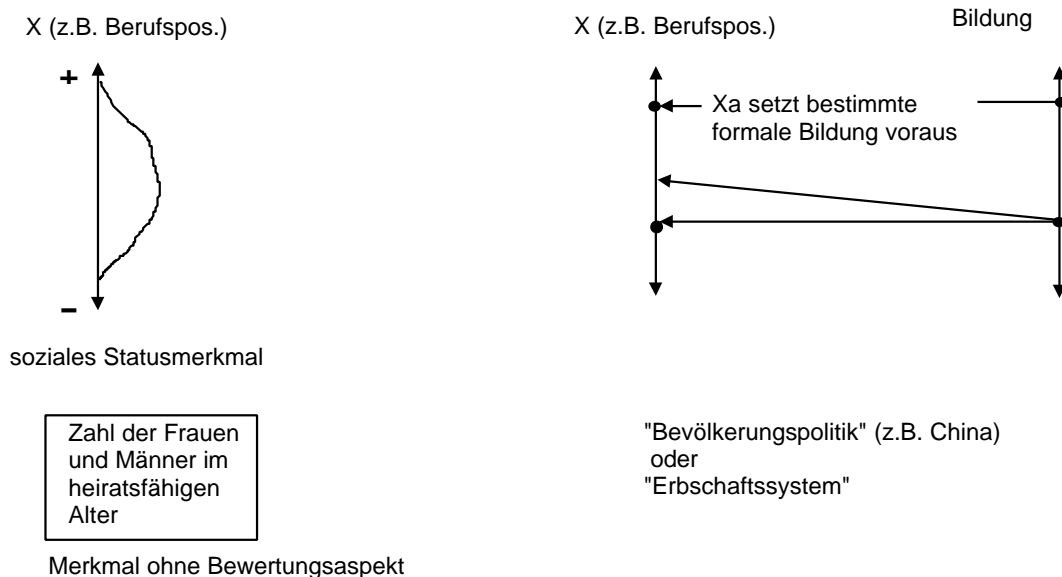 X (z.B. Berufspos.)
+
–
soziales Statusmerkmal
Zahl der Frauen
und Männer im
heiratsfähigen
Alter
Merkmal ohne Bewertungsaspekt
X (z.B. Berufspos.)
Bildung
Xa setzt bestimmte
formale Bildung voraus
"Bevölkerungspolitik" (z.B. China)
oder
"Erbschaftssystem"